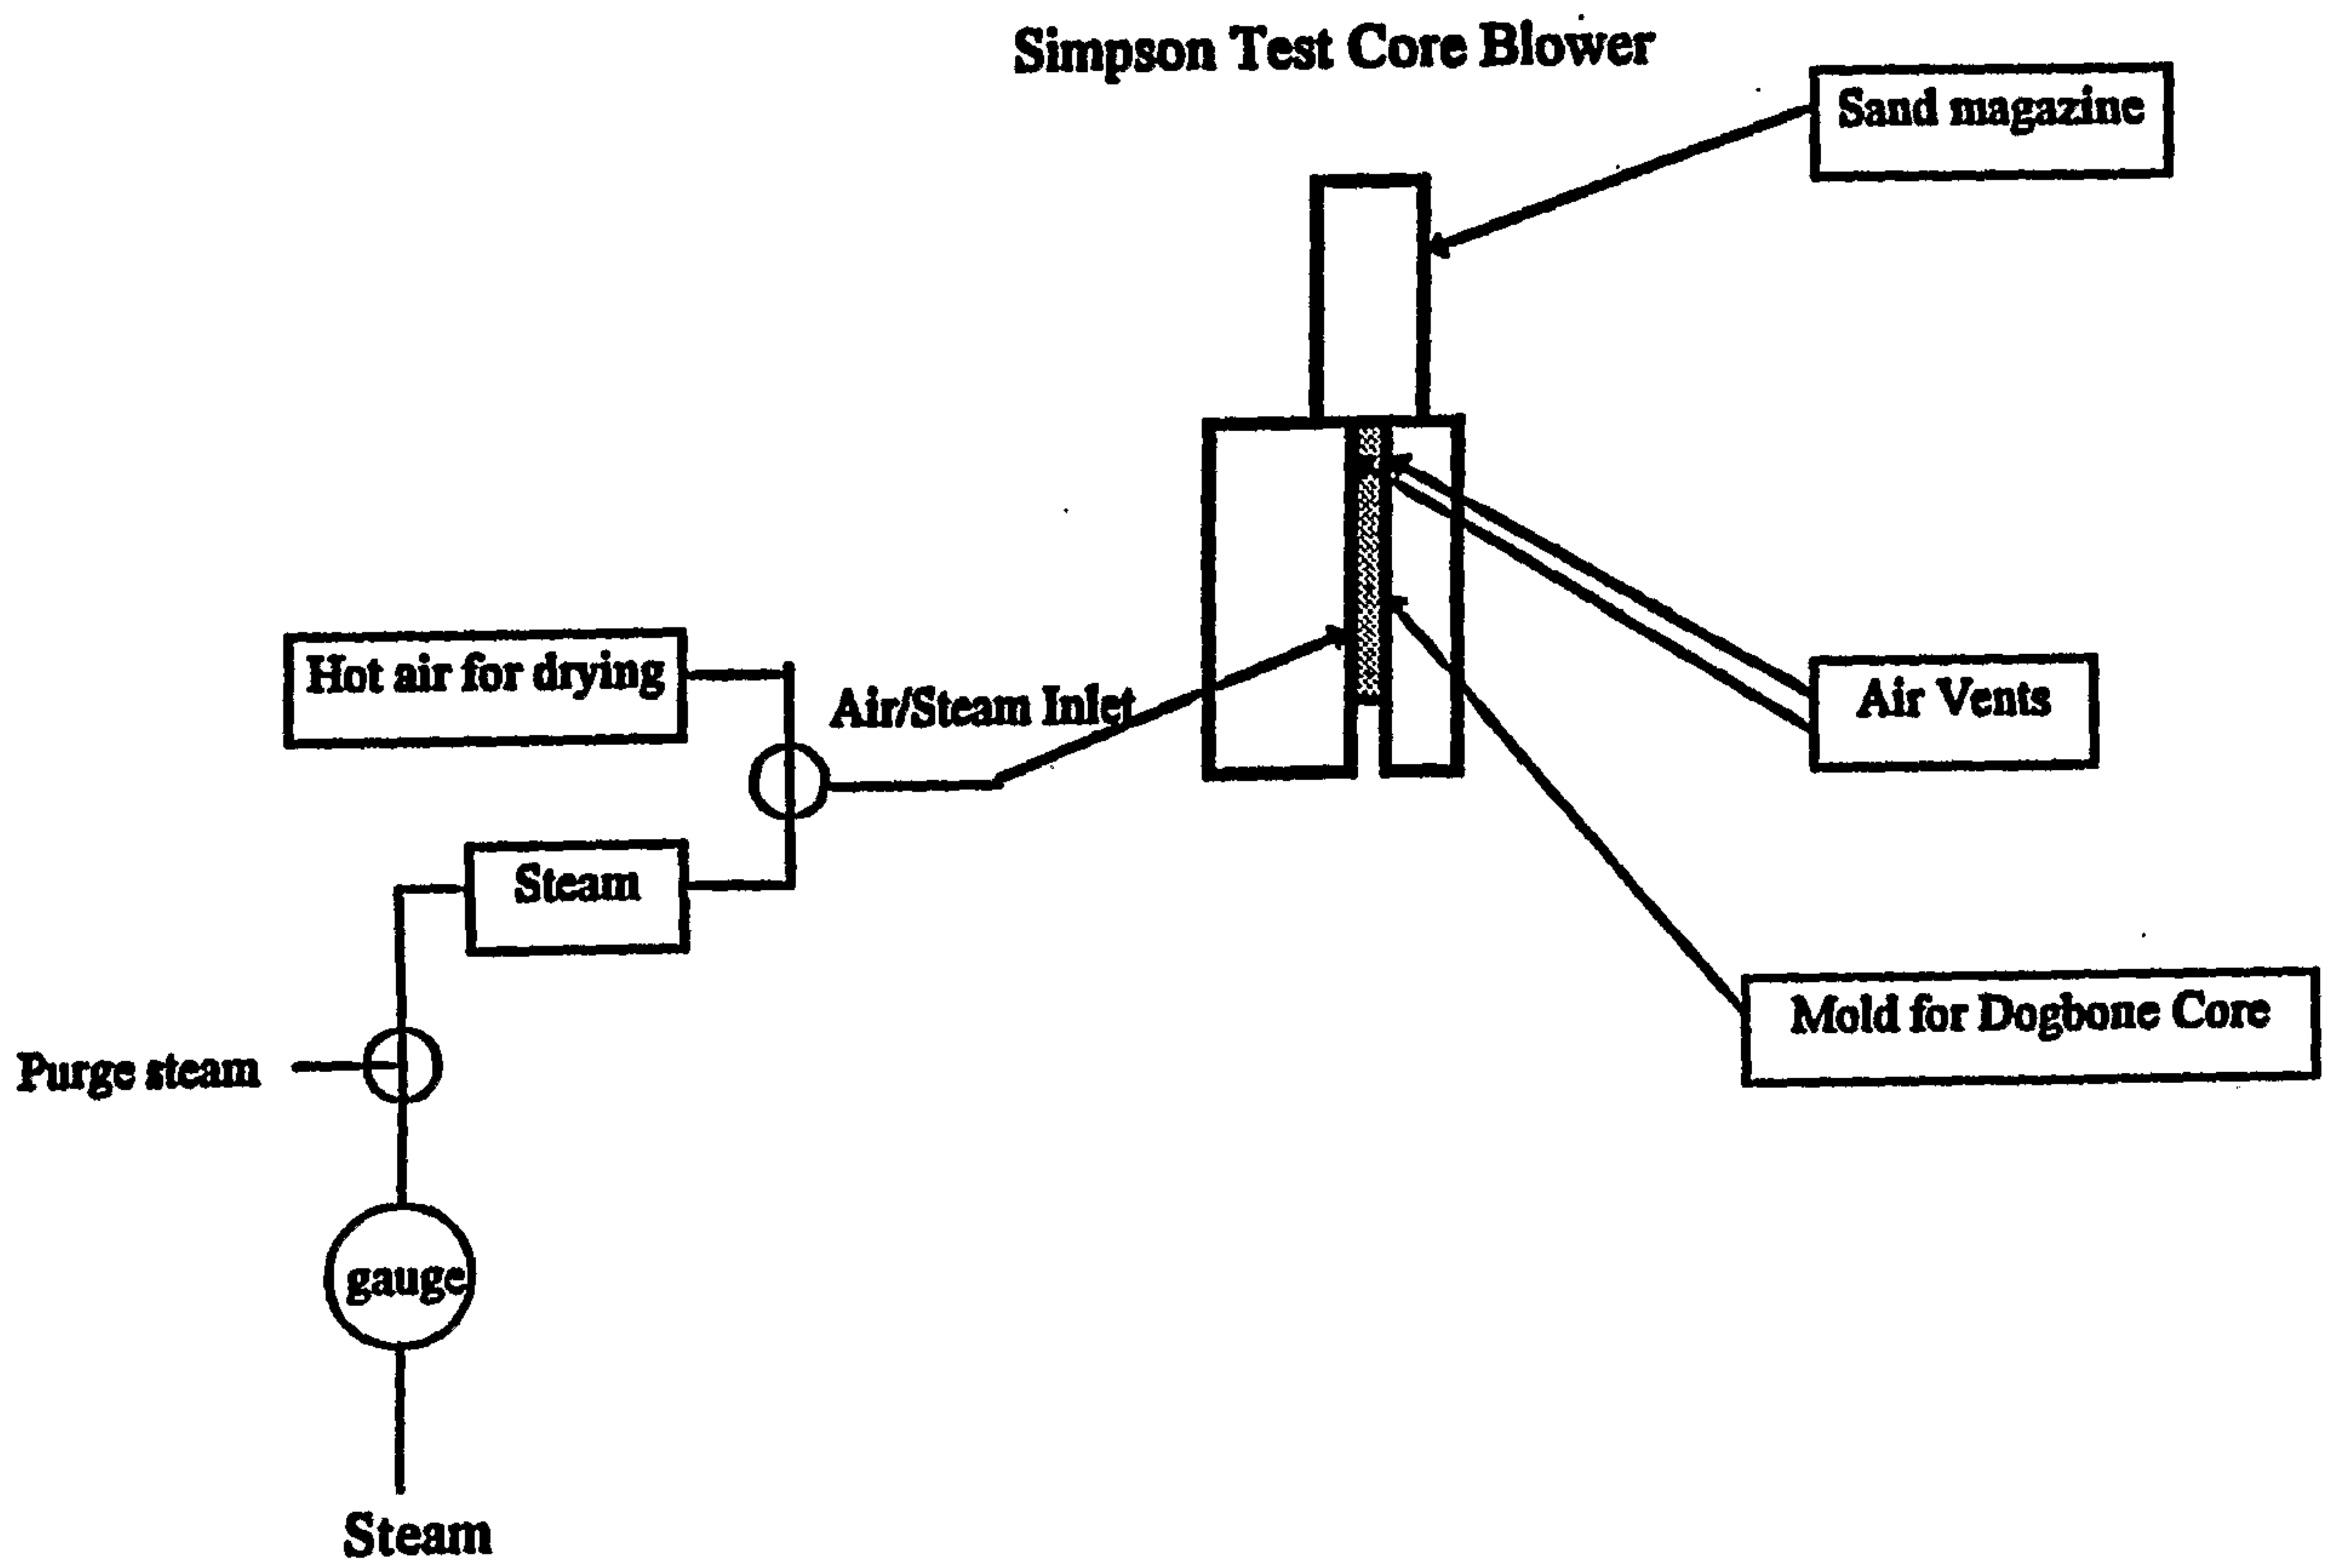 Simpson Test Core Blower
Sand magazine
Hot air for drying
Air/Steam Inlet
Air Vents
Steam
Mold for Dogbone Core
Purge steam
gauge
Steam